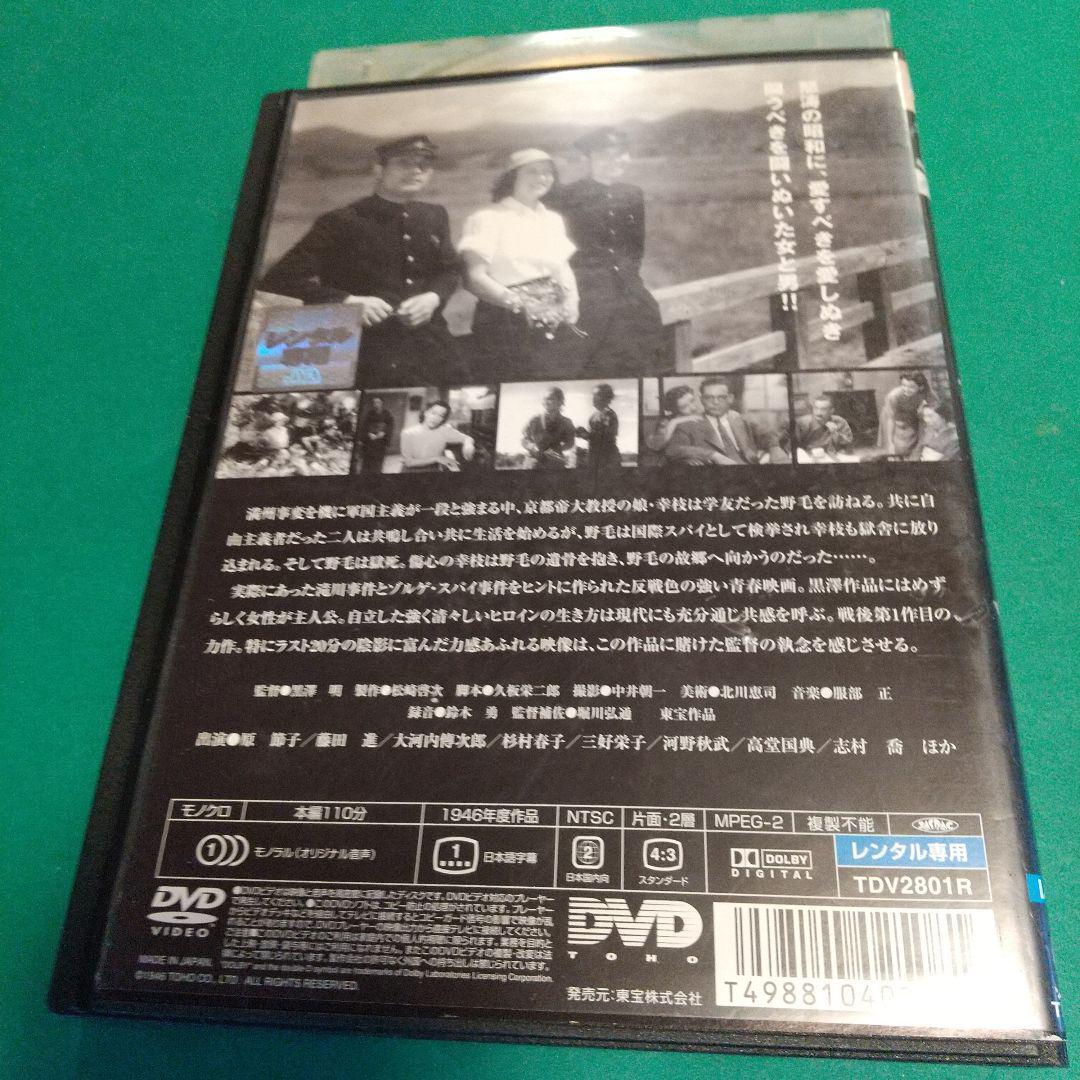 動濤の昭和に、愛すべきを愛しぬき
闘うべきを闘いぬいた女と男!!
レンタル
専用
満州事変を機に軍国主義が一段と強まる中、京都帝大教授の娘・幸枝は学友だった野毛を訪ねる。共に自
由主義者だった二人は共鳴し合い共に生活を始めるが、野毛は国際スパイとして検挙され幸枝も獄舎に放り
込まれる。そして野毛は獄死。傷心の幸枝は野毛の遺骨を抱き、野毛の故郷へ向かうのだった……。
実際にあった滝川事件とゾルゲ・スパイ事件をヒントに作られた反戦色の強い青春映画。黒澤作品にはめず
らしく女性が主人公。自立した強く清々しいヒロインの生き方は現代にも充分通じ共感を呼ぶ。戦後第1作目の
力作。特にラスト20分の陰影に富んだ力感あふれる映像は、この作品に賭けた監督の執念を感じさせる。
監督●黒澤 明 製作●松崎啓次 脚本●久板栄二郎 撮影●中井朝一 美術●北川恵司 音楽●服部 正
録音●鈴木 勇 監督補佐●堀川弘通 東宝作品
出演●原 節子/藤田 進/大河内傳次郎/杉村春子/三好栄子/河野秋武/高堂国典/志村 喬 ほか
モノクロ 本編110分 1946年度作品 NTSC 片面・2層 MPEG-2 複製不能
1 モノラル(オリジナル音声) 1 日本語字幕 2 日本国内向 4:3 スタンダード DOLBY DIGITAL レンタル専用
TDV2801R
DVD VIDEO
DVD TOHO
MADE IN JAPAN
©1946 TOHO CO., LTD. ALL RIGHTS RESERVED.
発売元:東宝株式会社
T4988104